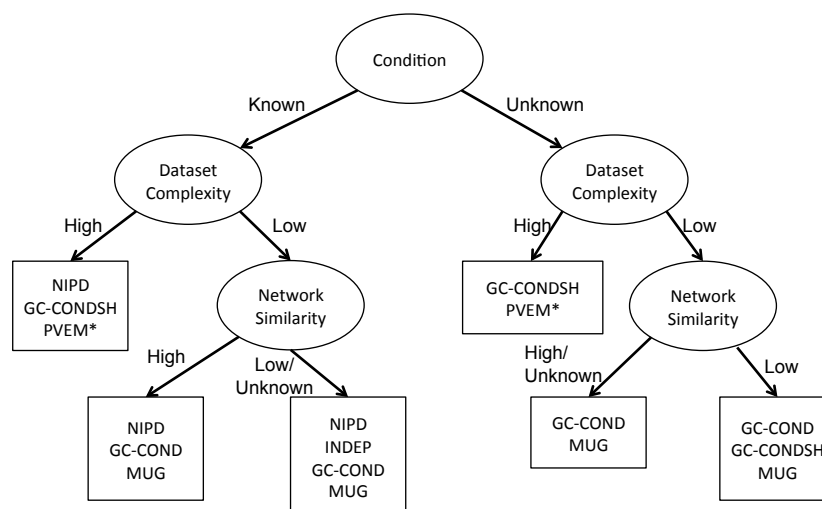 Condition
Known
Unknown
Dataset
Complexity
Dataset
Complexity
High
Low
High
Low
NIPD
GC-CONDSH
PVEM*
Network
Similarity
GC-CONDSH
PVEM*
Network
Similarity
High
Low/
Unknown
High/
Unknown
Low
NIPD
GC-COND
MUG
NIPD
INDEP
GC-COND
MUG
GC-COND
MUG
GC-COND
GC-CONDSH
MUG